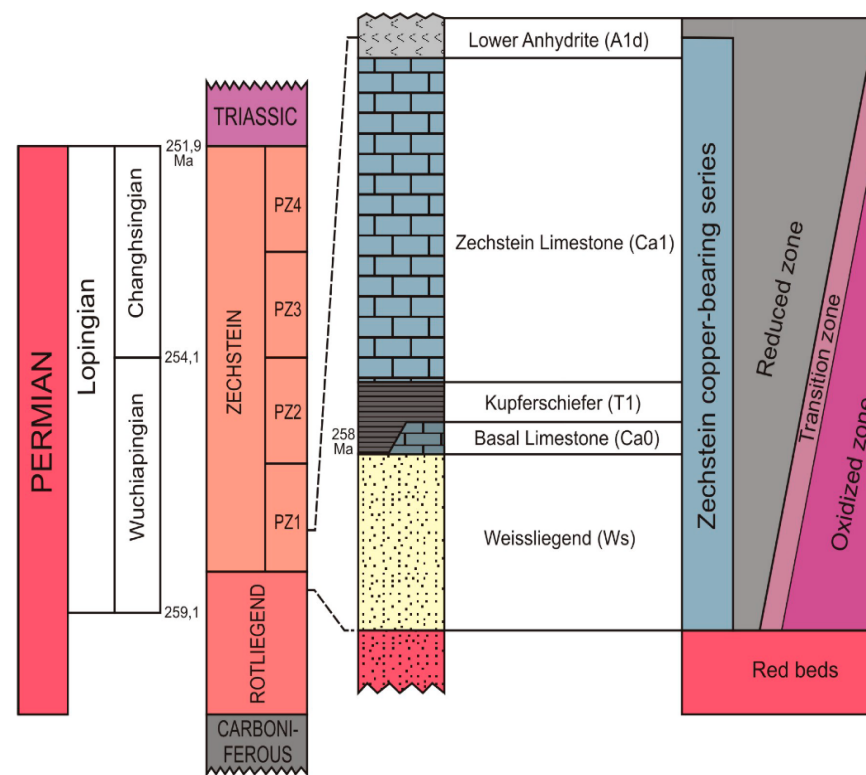 PERMIAN
Lopingian
Changhsingian
Wuchiapingian
251,9
Ma
254,1
259,1
TRIASSIC
ZECHSTEIN
PZ4
PZ3
PZ2
PZ1
ROTLIEGEND
CARBONI-
FEROUS
258
Ma
Lower Anhydrite (A1d)
Zechstein Limestone (Ca1)
Kupferschiefer (T1)
Basal Limestone (Ca0)
Weissliegend (Ws)
Zechstein copper-bearing series
Reduced zone
Transition zone
Oxidized zone
Red beds